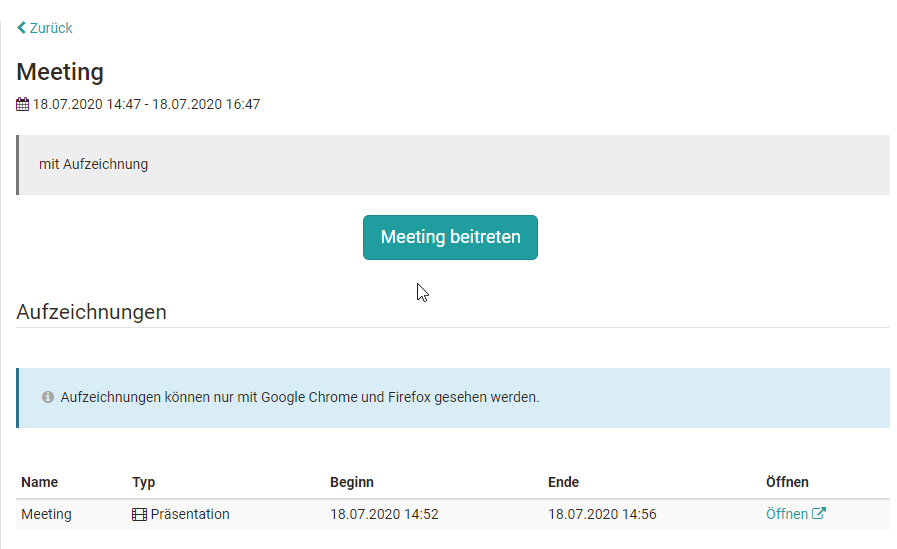 Zurück
Meeting
18.07.2020 14:47 - 18.07.2020 16:47
mit Aufzeichnung
Meeting beitreten
Aufzeichnungen
Aufzeichnungen können nur mit Google Chrome und Firefox gesehen werden.
Name Typ Beginn Ende Öffnen
Meeting Präsentation 18.07.2020 14:52 18.07.2020 14:56 Öffnen